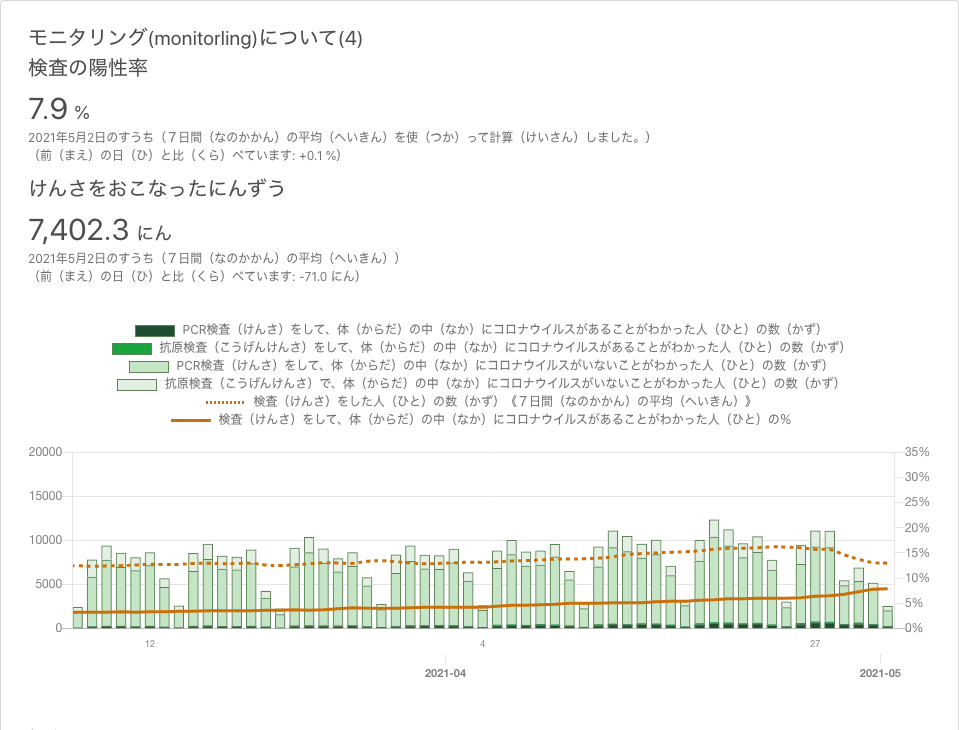 モニタリング(monitorling)について(4)
検査の陽性率
7.9 %
2021年5月2日のすうち（７日間（なのかかん）の平均（へいきん）を使（つか）って計算（けいさん）しました。）
（前（まえ）の日（ひ）と比（くら）べています: +0.1 %）
けんさをおこなったにんずう
7,402.3 にん
2021年5月2日のすうち（７日間（なのかかん）の平均（へいきん））
（前（まえ）の日（ひ）と比（くら）べています: -71.0 にん）
PCR検査（けんさ）をして、体（からだ）の中（なか）にコロナウイルスがあることがわかった人（ひと）の数（かず）
抗原検査（こうげんけんさ）をして、体（からだ）の中（なか）にコロナウイルスがあることがわかった人（ひと）の数（かず）
PCR検査（けんさ）をして、体（からだ）の中（なか）にコロナウイルスがいないことがわかった人（ひと）の数（かず）
抗原検査（こうげんけんさ）で、体（からだ）の中（なか）にコロナウイルスがいないことがわかった人（ひと）の数（かず）
検査（けんさ）をした人（ひと）の数（かず）《７日間（なのかかん）の平均（へいきん）》
検査（けんさ）をして、体（からだ）の中（なか）にコロナウイルスがあることがわかった人（ひと）の%
20000 35%
30%
15000 25%
20%
10000 15%
5000 10%
5%
0 0%
12 4 27
2021-04 2021-05